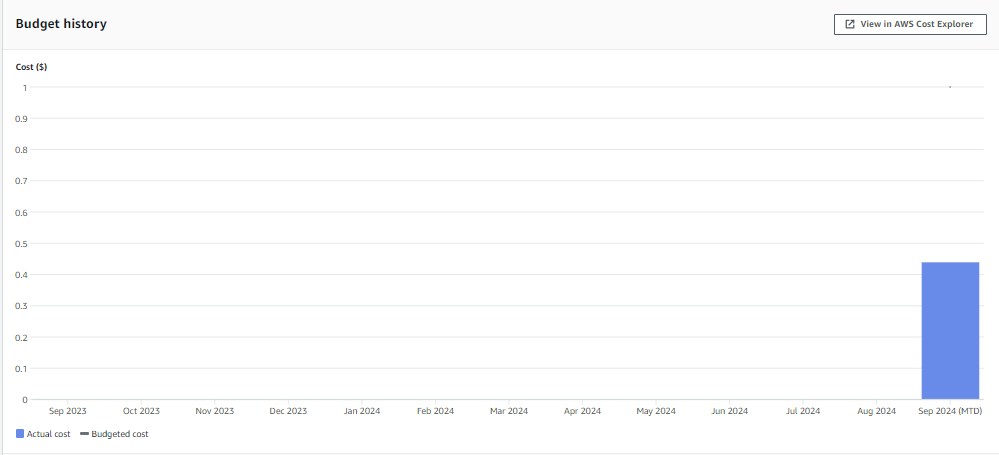 Budget history
View in AWS Cost Explorer
Cost ($)
1
0.9
0.8
0.7
0.6
0.5
0.4
0.3
0.2
0.1
0
Sep 2023 Oct 2023 Nov 2023 Dec 2023 Jan 2024 Feb 2024 Mar 2024 Apr 2024 May 2024 Jun 2024 Jul 2024 Aug 2024 Sep 2024 (MTD)
Actual cost Budgeted cost